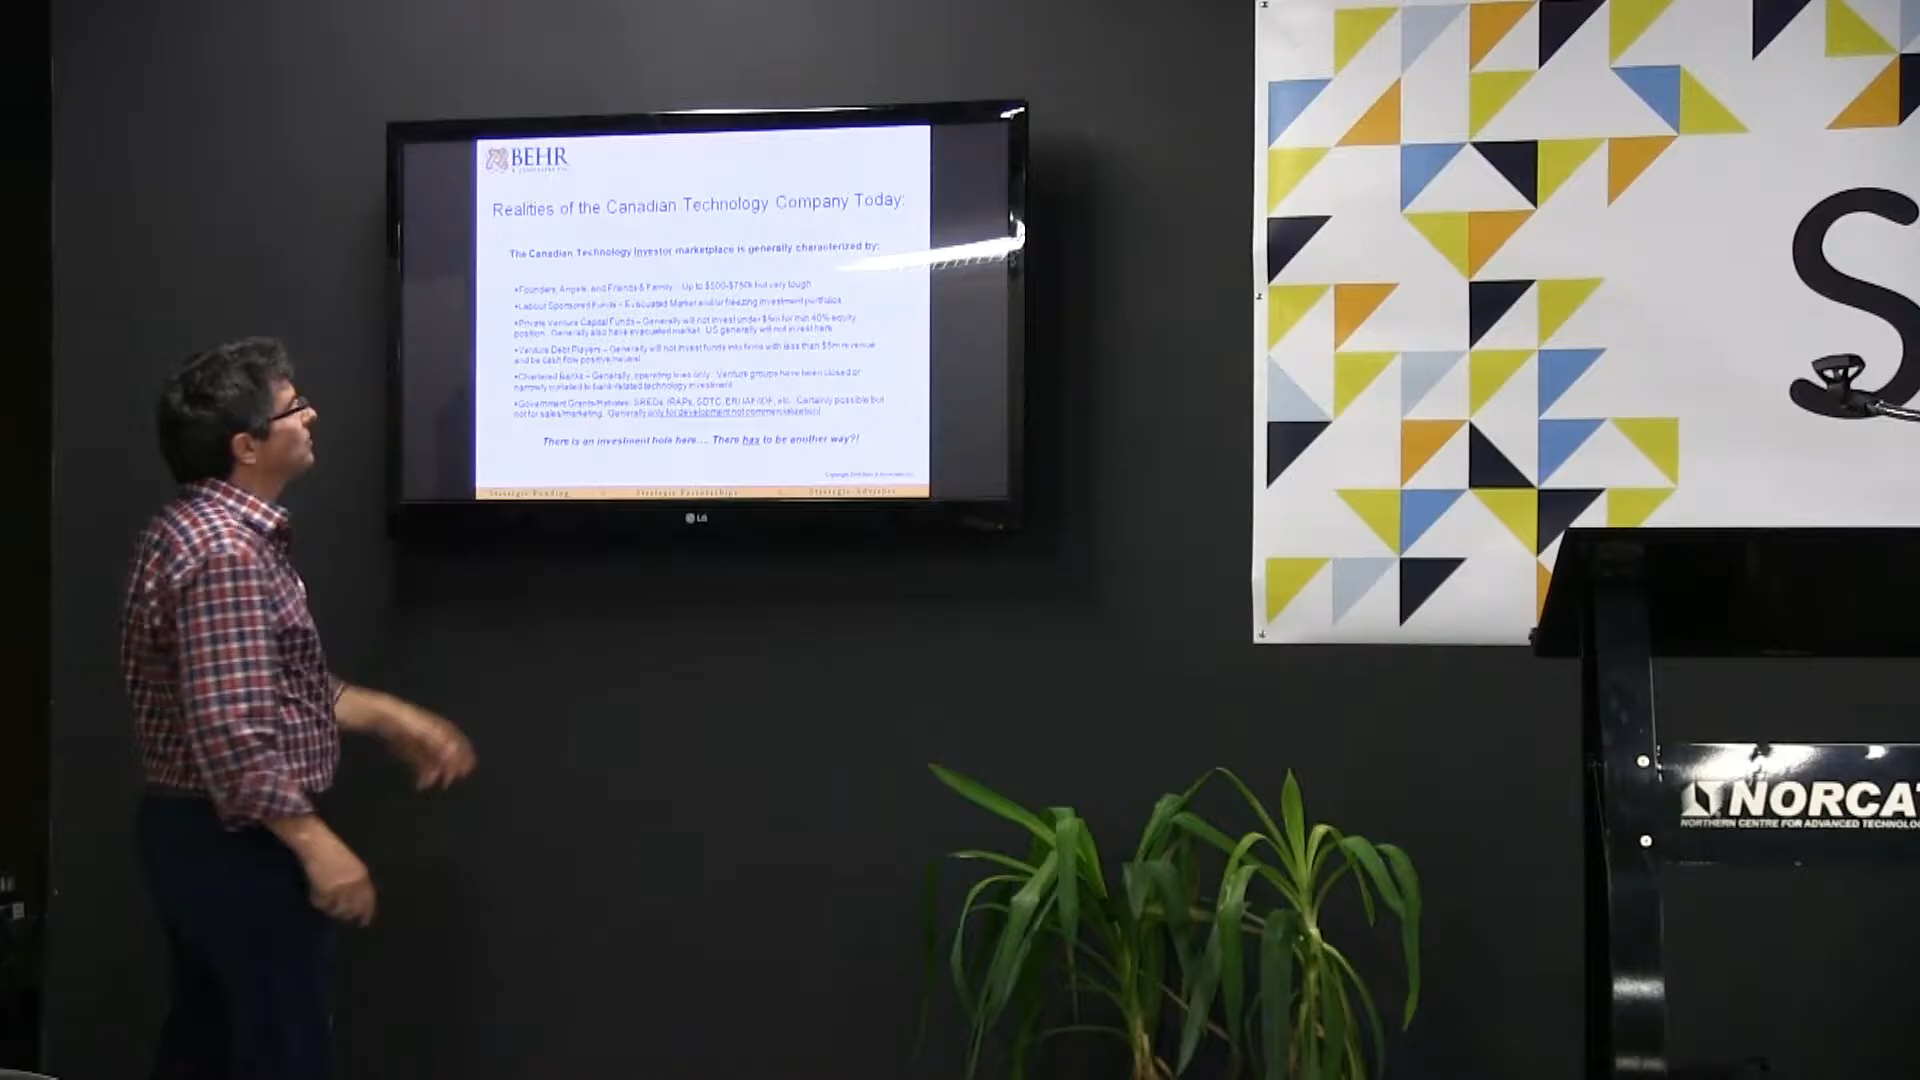 BEHR
Realities of the Canadian Technology Company Today:
The Canadian Technology Investor marketplace is generally characterized by:
•Founders, Angels, and Friends & Family - Up to $500-$750k but very tough
•Labour Sponsored Funds – Evacuated Market and/or freezing investment portfolios
•Private Venture Capital Funds – Generally will not invest under $5m for min 40% equity
position. Generally also have evacuated market. US generally will not invest here
•Venture Debt Players – Generally will not invest funds into firms with less than $5m revenue
and be cash flow positive/neutral
•Chartered Banks – Generally, operating lines only. Venture groups have been closed or
narrowly curtailed to bank-related technology investment
•Government Grants/Rebates: SREDs, IRAPs, SDTC, etc. Certainly possible but
not for sales/marketing. Generally only for development not commercialization!
There is an investment hole here.... There has to be another way?!
Strategic Funding Strategic Partnerships Strategic Advisors
LG
S
NORCAT
NORTHERN CENTRE FOR ADVANCED TECHNOLO